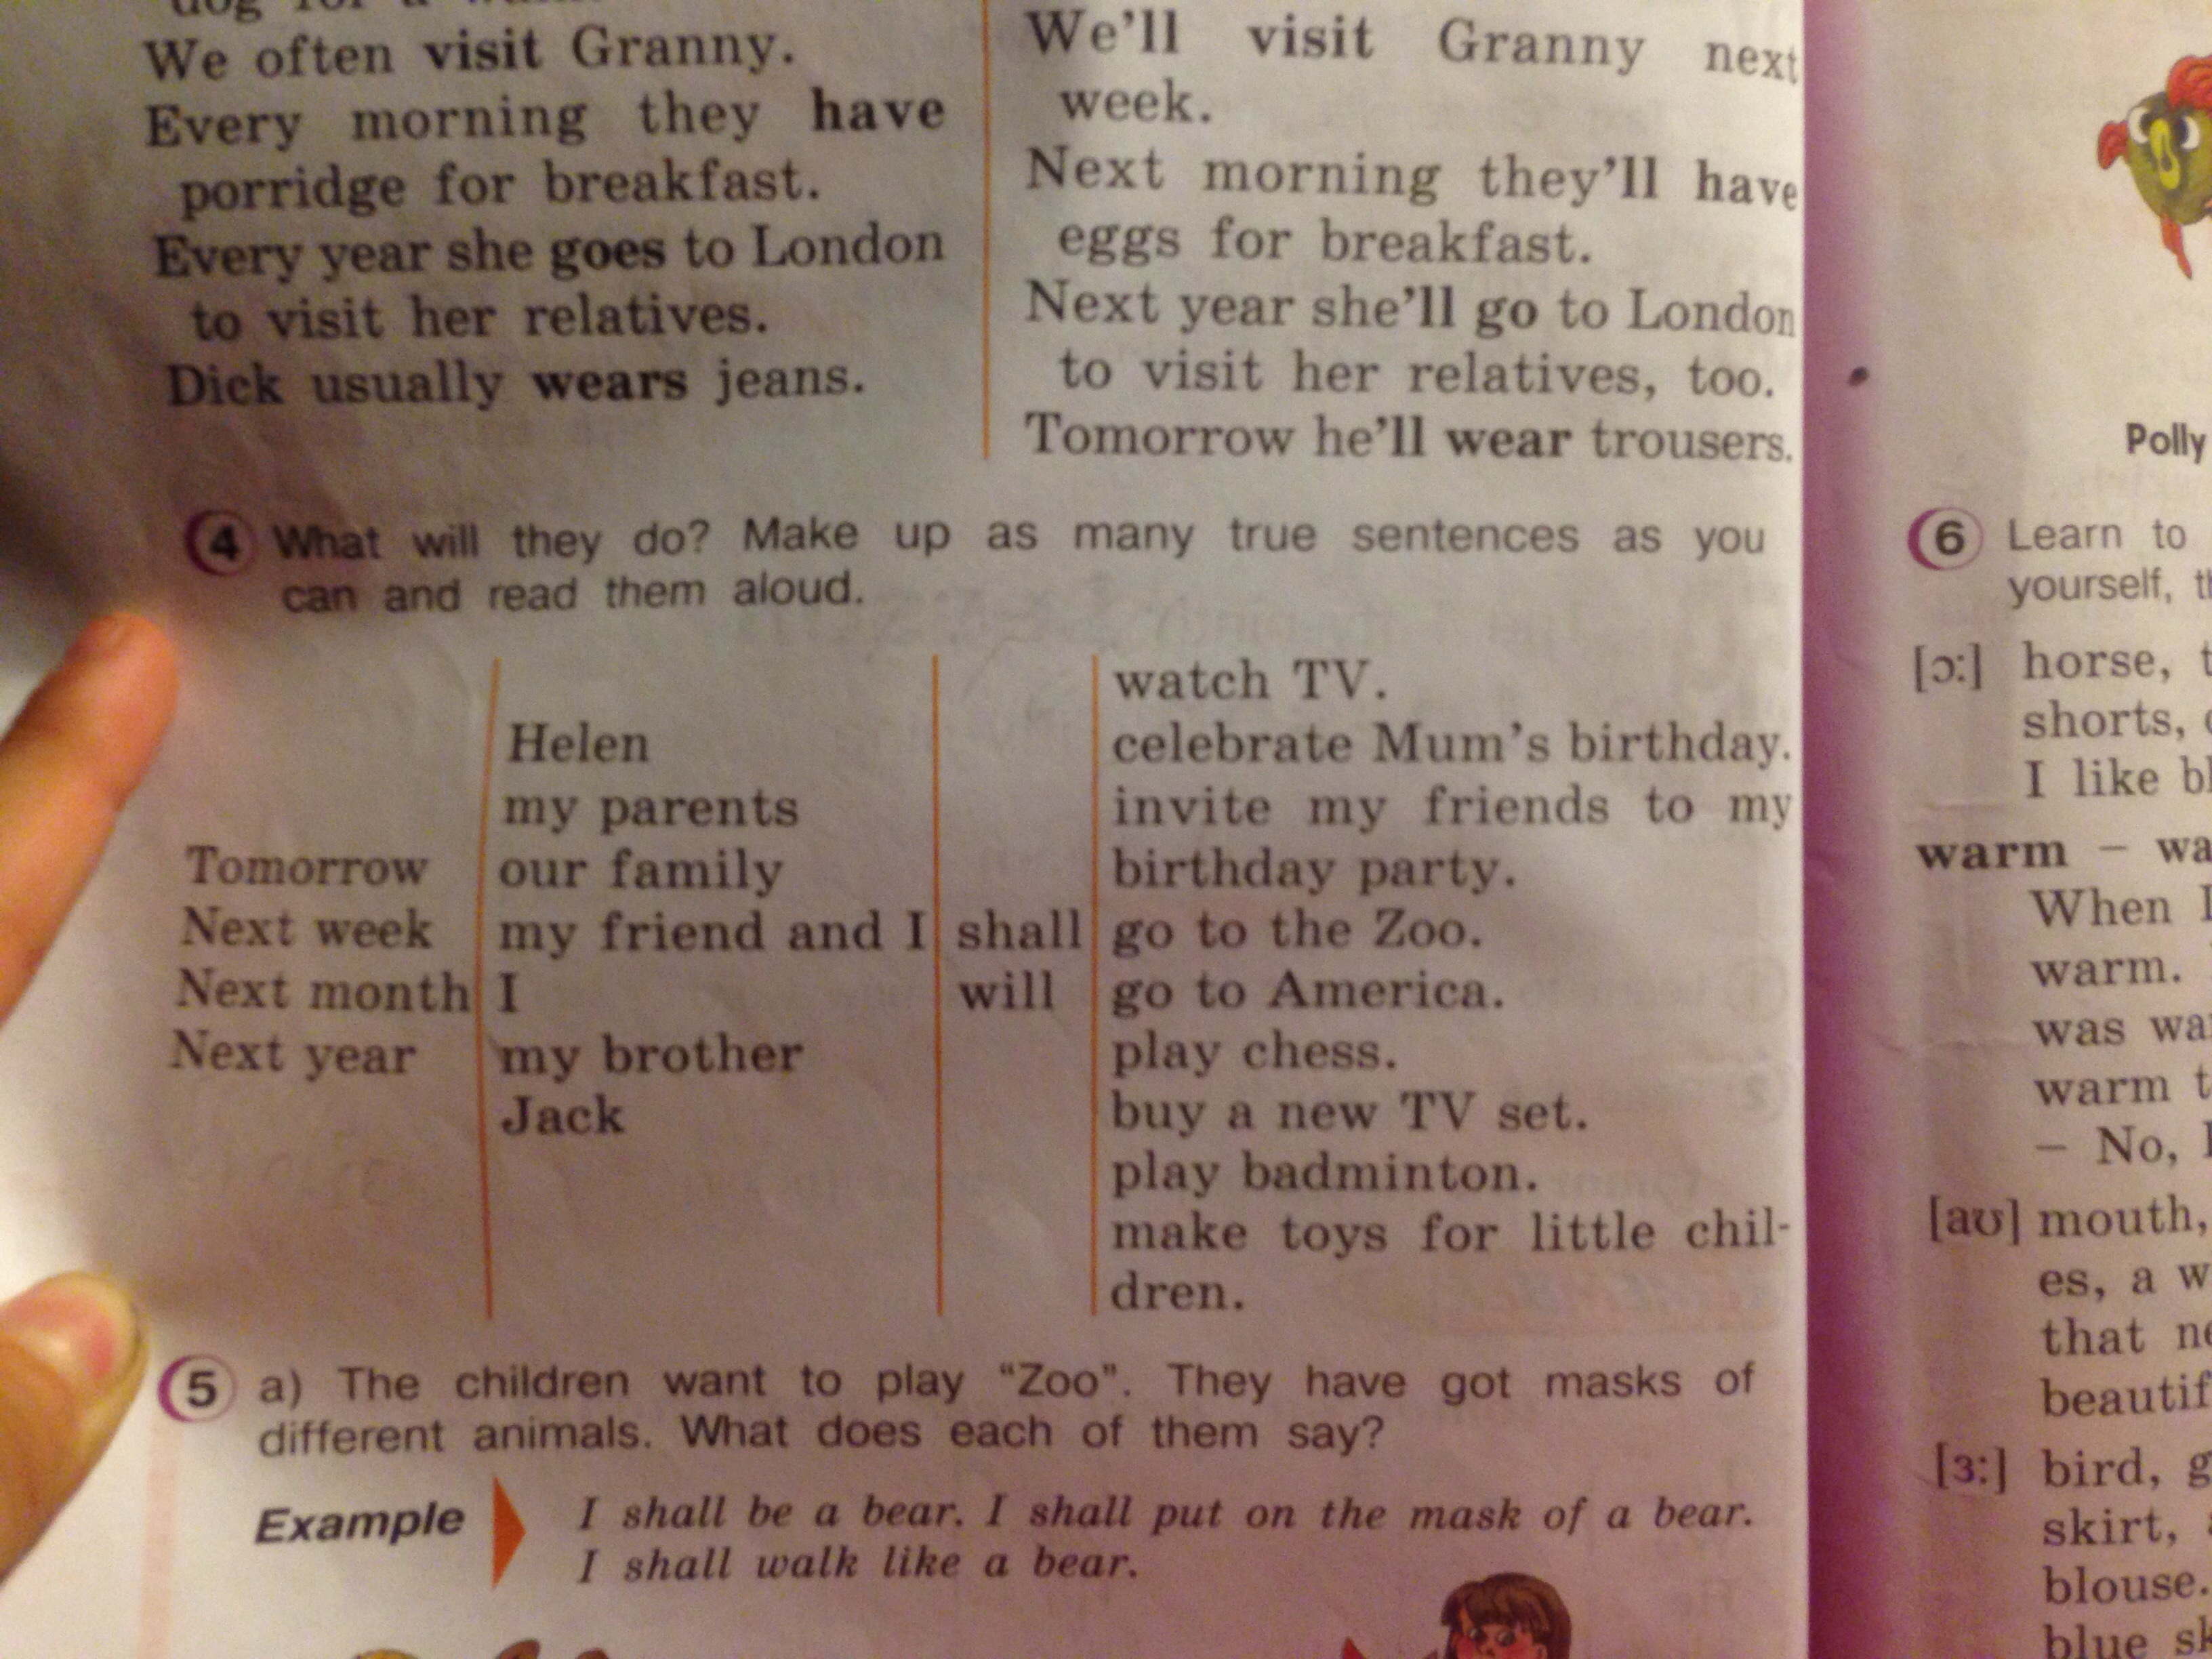 dog for a
We often visit Granny.
Every morning they have
porridge for breakfast.
Every year she goes to London
to visit her relatives.
Dick usually wears jeans.
We'll visit Granny next
week.
Next morning they'll have
eggs for breakfast.
Next year she'll go to London
to visit her relatives, too.
Tomorrow he'll wear trousers.
4 What will they do? Make up as many true sentences as you
can and read them aloud.
Tomorrow
Next week
Next month
Next year
Helen
my parents
our family
my friend and I
I
my brother
Jack
shall
will
watch TV.
celebrate Mum's birthday.
invite my friends to my
birthday party.
go to the Zoo.
go to America.
play chess.
buy a new TV set.
play badminton.
make toys for little chil-
dren.
5 a) The children want to play “Zoo”. They have got masks of
different animals. What does each of them say?
Example
I shall be a bear. I shall put on the mask of a bear.
I shall walk like a bear.
Polly
6 Learn to
yourself,
[ɔ:] horse,
shorts,
I like
warm –
When
warm.
was
warm
– No,
[aʊ] mouth,
es, a
that
[ɜ:] bird,
skirt,
blouse.
blue